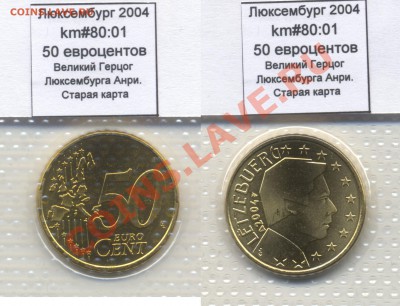 COINS.LAVE.RU
Люксембург 2004
km#80:01
50 евроцентов
Великий Герцог
Люксембурга Анри.
Старая карта
Люксембург 2004
km#80:01
50 евроцентов
Великий Герцог
Люксембурга Анри.
Старая карта
50
EURO
CENT
LËTZEBUERG
2004
COINS.LAVE.RU